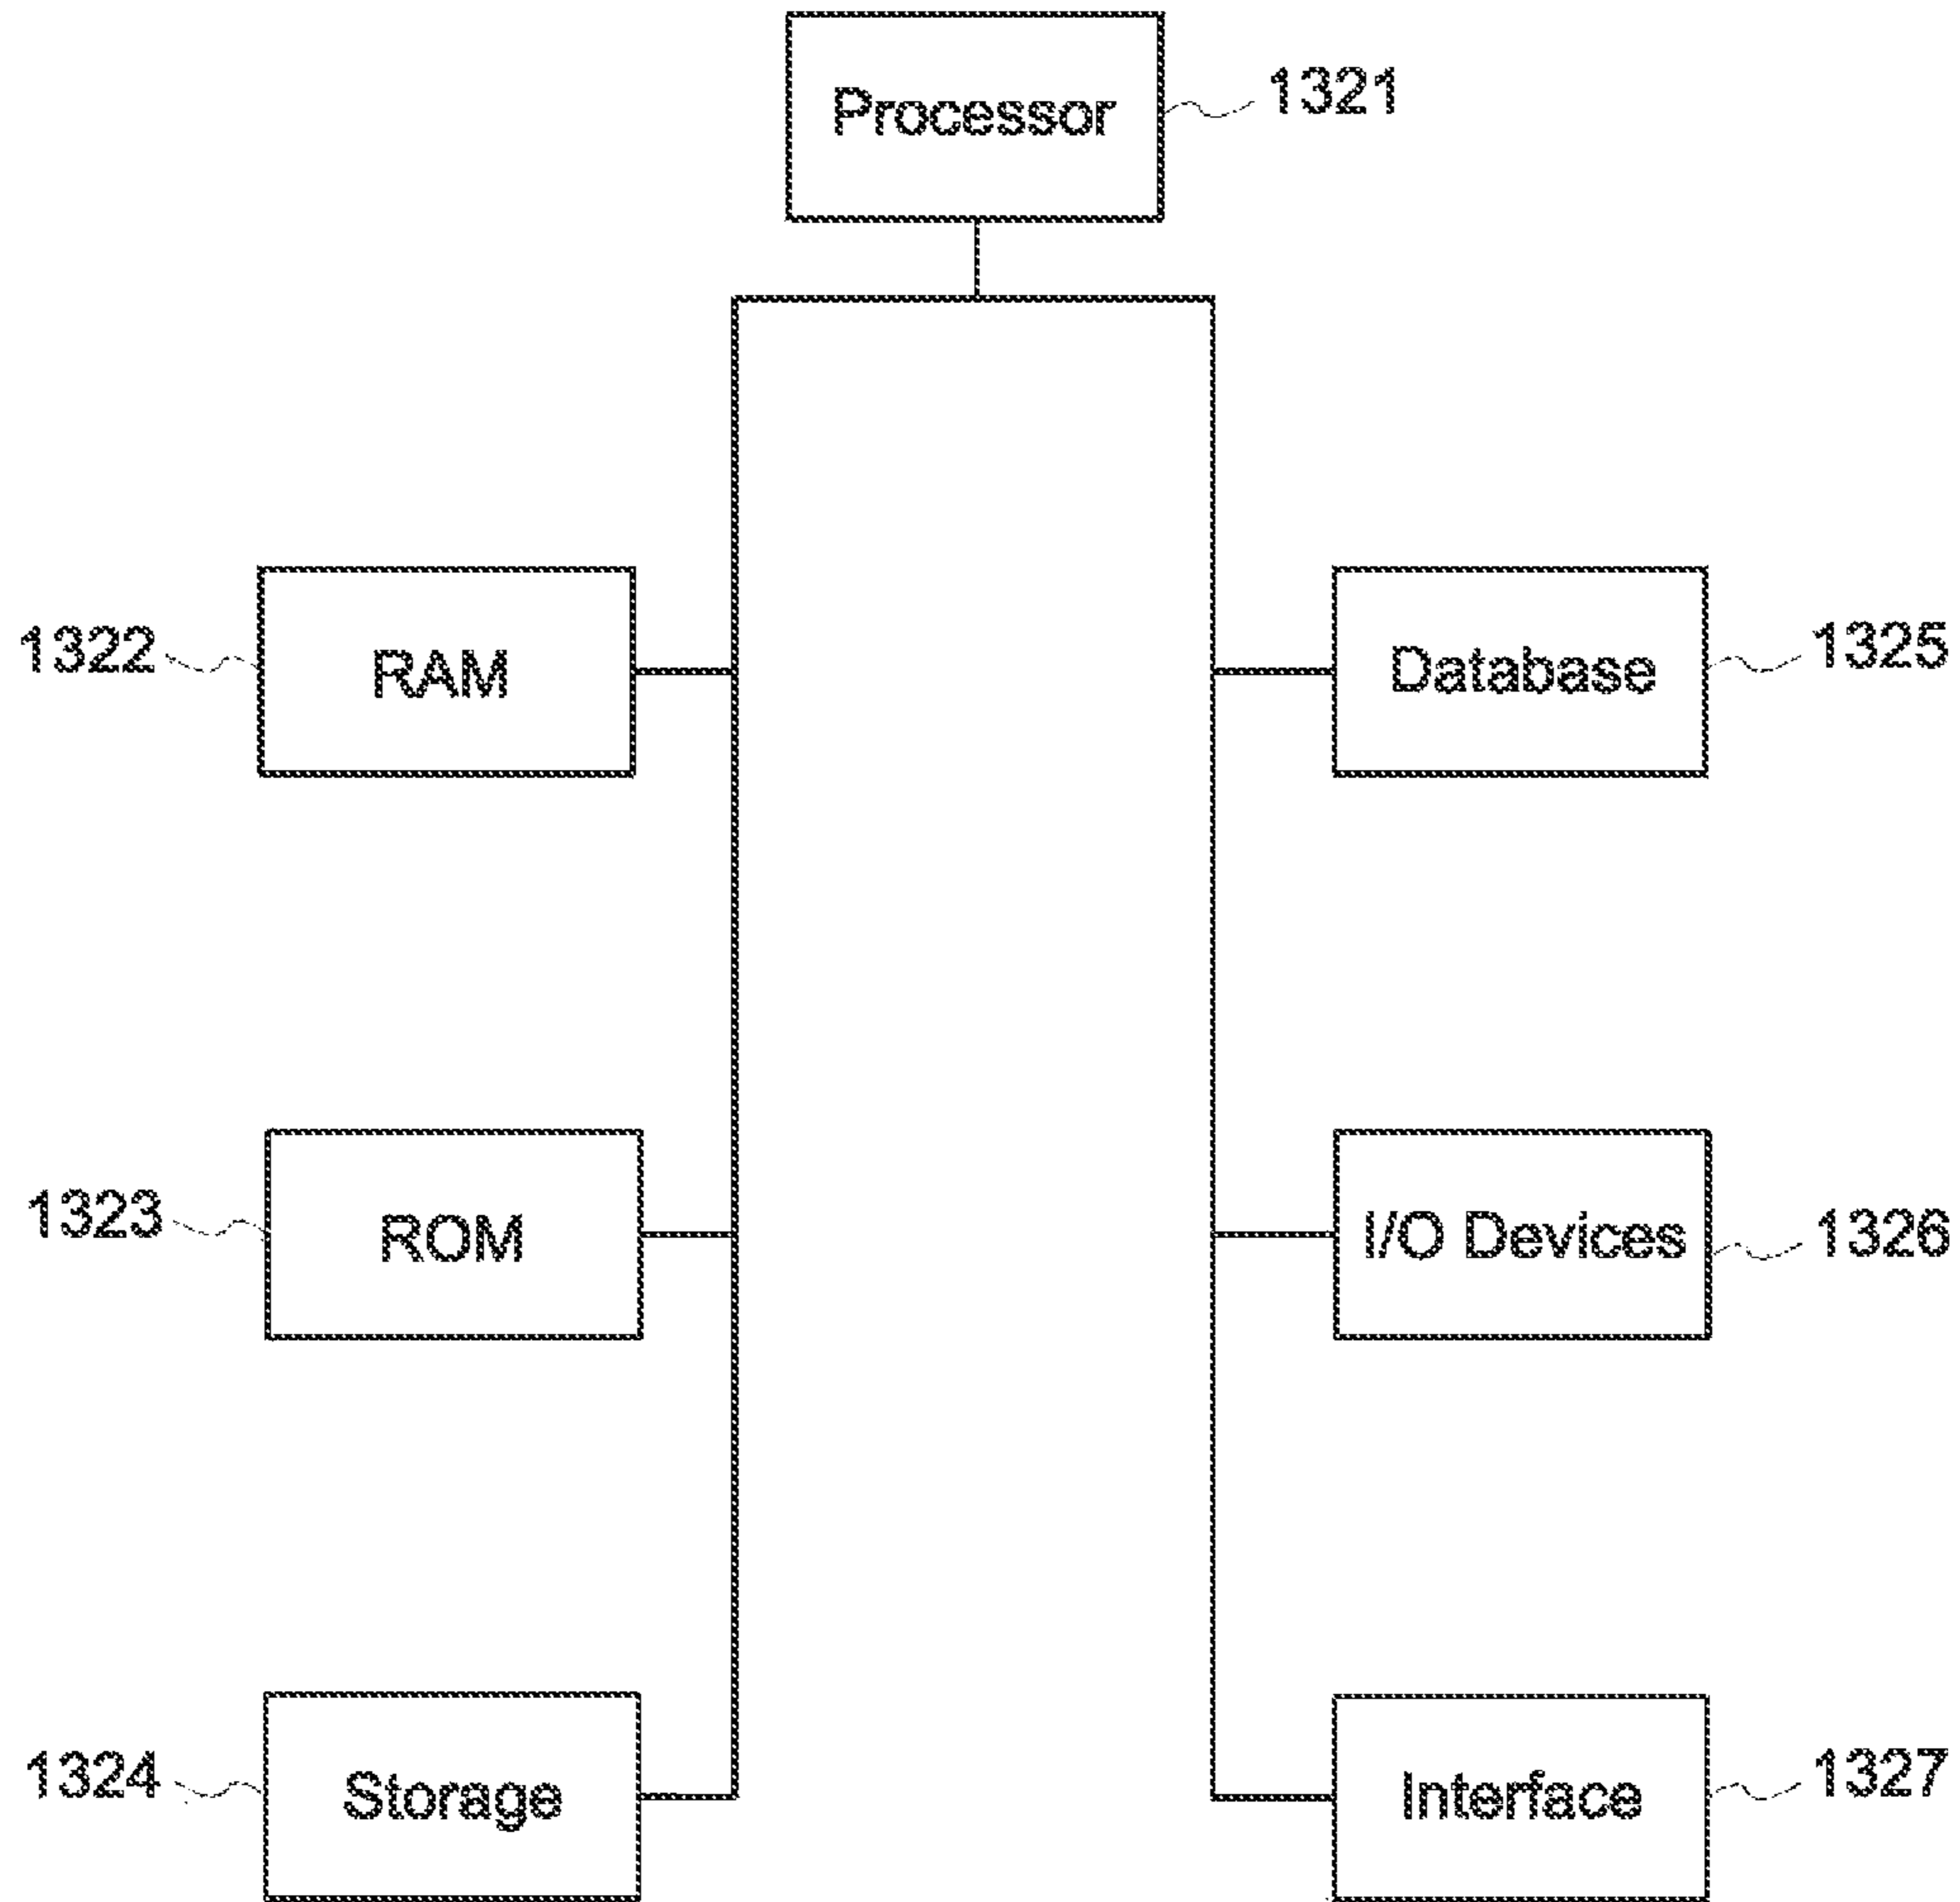 Processor 1321
1322 RAM
Database 1325
1323 ROM
I/O Devices 1326
1324 Storage
Interface 1327